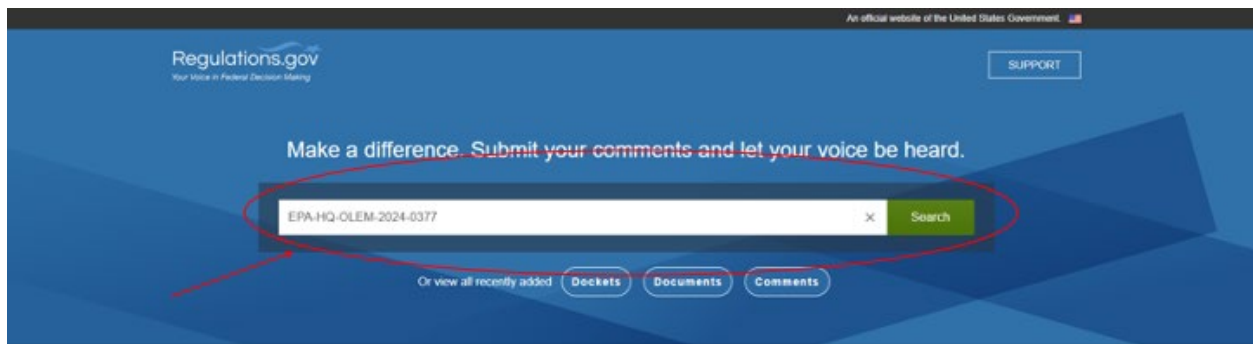 An official website of the United States Government.
Regulations.gov
Your Voice in Federal Decision Making
SUPPORT
Make a difference. Submit your comments and let your voice be heard.
EPA-HQ-OLEM-2024-0377 × Search
Or view all recently added Dockets Documents Comments